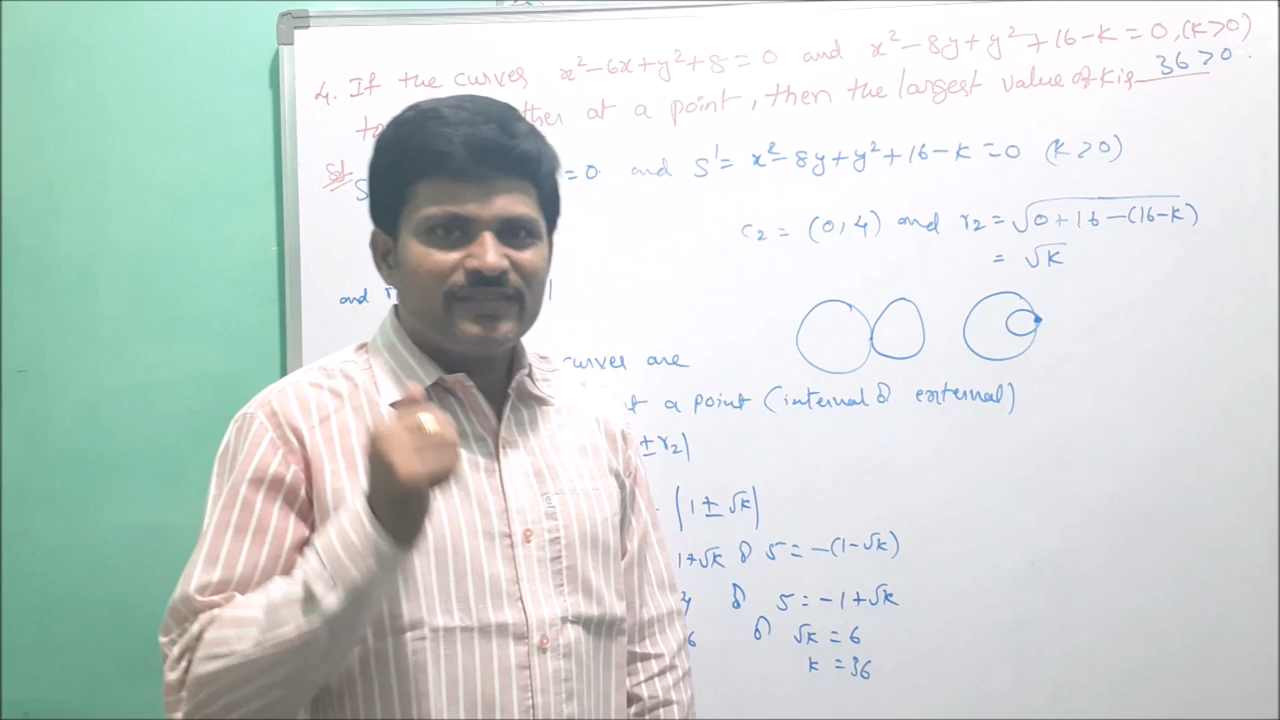 4. If the curves x²-6x+y²+8=0 and x²-8y+y²+16-k=0,(k>0)
at a point, then the largest value of k is 36 >0.
Sol
S =0 and S'= x²-8y+y²+16-k=0 (k>0)
c₂ = (0,4) and r₂ = √0+16-(16-k)
= √k
and
curves are
at a point (internal & external)
±r₂|
|1±√k|
1+√k & 5=-(1-√k)
& 5=-1+√k
6 & √k = 6
k = 36